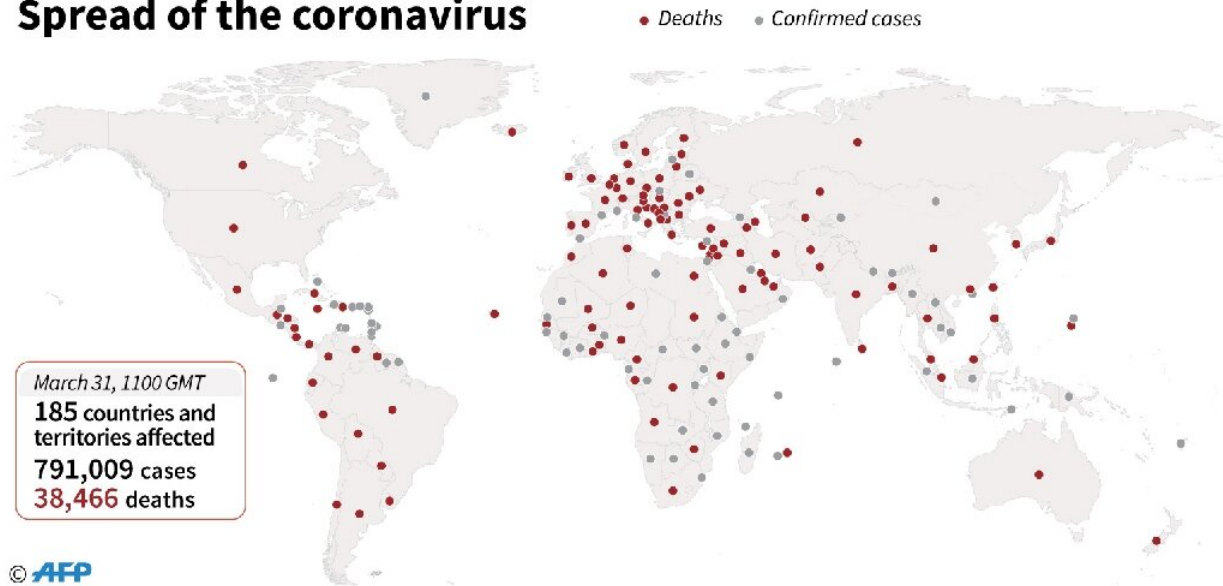 Spread of the coronavirus
Deaths
Confirmed cases
March 31, 1100 GMT
185 countries and
territories affected
791,009 cases
38,466 deaths
© AFP